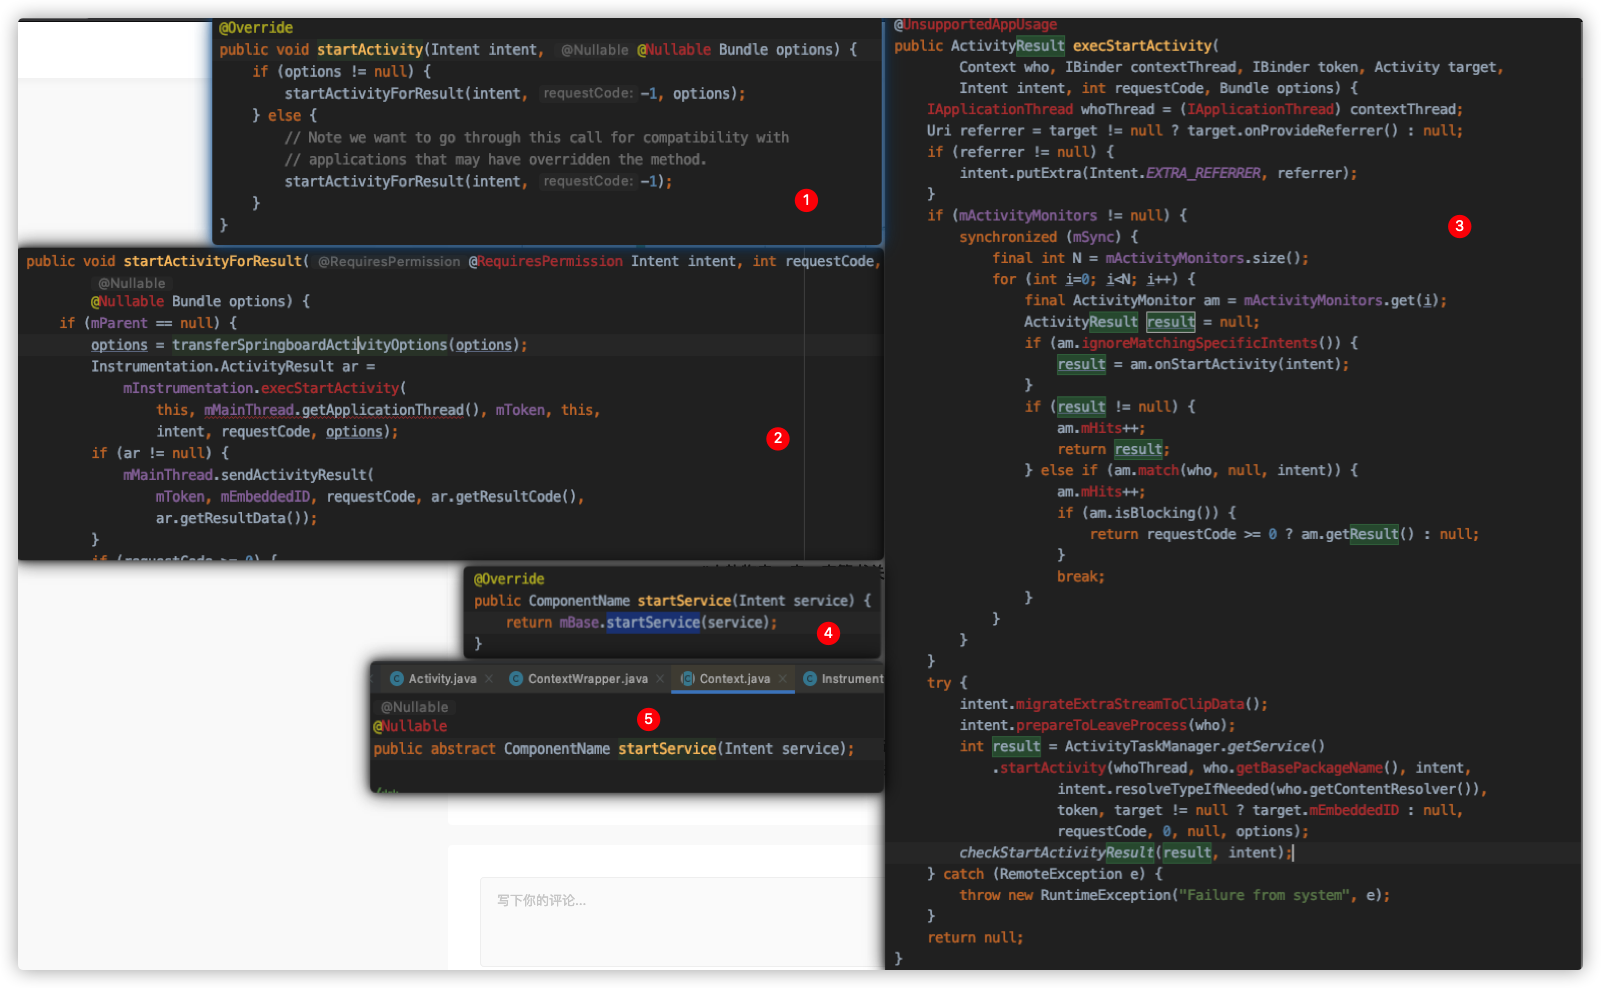 @Override
public void startActivity(Intent intent, @Nullable @Nullable Bundle options) {
if (options != null) {
startActivityForResult(intent, requestCode: -1, options);
} else {
// Note we want to go through this call for compatibility with
// applications that may have overridden the method.
startActivityForResult(intent, requestCode: -1);
}
}
1
public void startActivityForResult( @RequiresPermission @RequiresPermission Intent intent, int requestCode,
@Nullable
@Nullable Bundle options) {
if (mParent == null) {
options = transferSpringboardActivityOptions(options);
Instrumentation.ActivityResult ar =
mInstrumentation.execStartActivity(
this, mMainThread.getApplicationThread(), mToken, this,
intent, requestCode, options);
if (ar != null) {
mMainThread.sendActivityResult(
mToken, mEmbeddedID, requestCode, ar.getResultCode(),
ar.getResultData());
}
if (requestCode >= 0) {
2
@UnsupportedAppUsage
public ActivityResult execStartActivity(
Context who, IBinder contextThread, IBinder token, Activity target,
Intent intent, int requestCode, Bundle options) {
IApplicationThread whoThread = (IApplicationThread) contextThread;
Uri referrer = target != null ? target.onProvideReferrer() : null;
if (referrer != null) {
intent.putExtra(Intent.EXTRA_REFERRER, referrer);
}
if (mActivityMonitors != null) {
synchronized (mSync) {
final int N = mActivityMonitors.size();
for (int i=0; i<N; i++) {
final ActivityMonitor am = mActivityMonitors.get(i);
ActivityResult result = null;
if (am.ignoreMatchingSpecificIntents()) {
result = am.onStartActivity(intent);
}
if (result != null) {
am.mHits++;
return result;
} else if (am.match(who, null, intent)) {
am.mHits++;
if (am.isBlocking()) {
return requestCode >= 0 ? am.getResult() : null;
}
break;
}
}
}
}
try {
intent.migrateExtraStreamToClipData();
intent.prepareToLeaveProcess(who);
int result = ActivityTaskManager.getService()
.startActivity(whoThread, who.getBasePackageName(), intent,
intent.resolveTypeIfNeeded(who.getContentResolver()),
token, target != null ? target.mEmbeddedID : null,
requestCode, 0, null, options);
checkStartActivityResult(result, intent);
} catch (RemoteException e) {
throw new RuntimeException("Failure from system", e);
}
return null;
}
3
@Override
public ComponentName startService(Intent service) {
return mBase.startService(service);
}
4
Activity.java ContextWrapper.java Context.java Instrument
@Nullable
@Nullable
public abstract ComponentName startService(Intent service);
/**
5
写下你的评论...